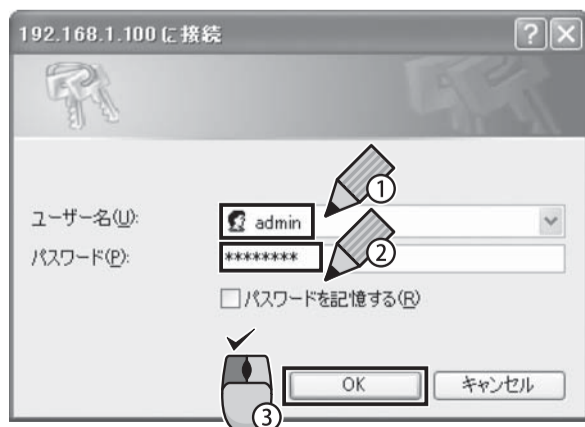 192.168.1.100 に接続
ユーザー名(U):
admin
①
パスワード(P):
********
②
パスワードを記憶する(R)
OK
キャンセル
③